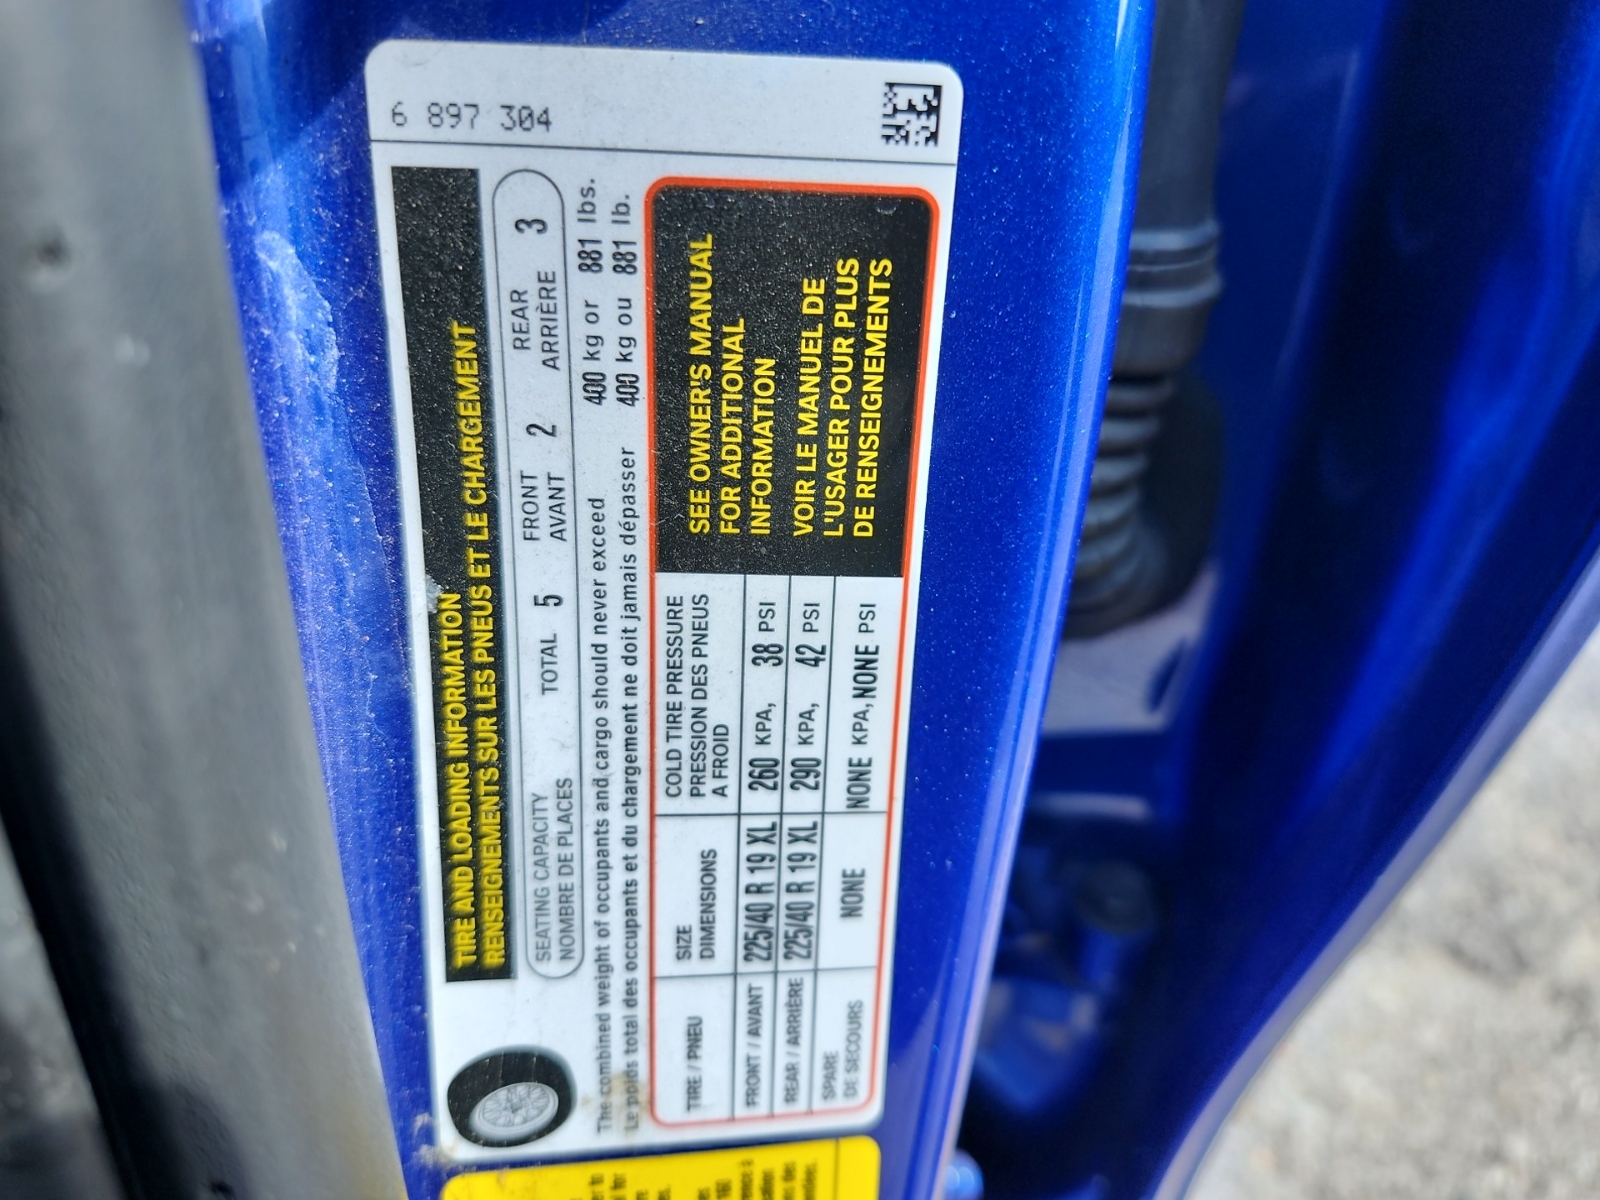 6 897 304
TIRE AND LOADING INFORMATION
RENSEIGNEMENTS SUR LES PNEUS ET LE CHARGEMENT
SEATING CAPACITY
NOMBRE DE PLACES
TOTAL 5
FRONT
AVANT
2
REAR
ARRIÈRE
3
The combined weight of occupants and cargo should never exceed 400 kg or 881 lbs.
Le poids total des occupants et du chargement ne doit jamais dépasser 400 kg ou 881 lb.
TIRE / PNEU
SIZE
DIMENSIONS
COLD TIRE PRESSURE
PRESSION DES PNEUS
A FROID
FRONT / AVANT 225/40 R 19 XL 260 KPA, 38 PSI
REAR / ARRIÈRE 225/40 R 19 XL 290 KPA, 42 PSI
SPARE
DE SECOURS
NONE NONE KPA, NONE PSI
SEE OWNER'S MANUAL
FOR ADDITIONAL
INFORMATION
VOIR LE MANUEL DE
L'USAGER POUR PLUS
DE RENSEIGNEMENTS